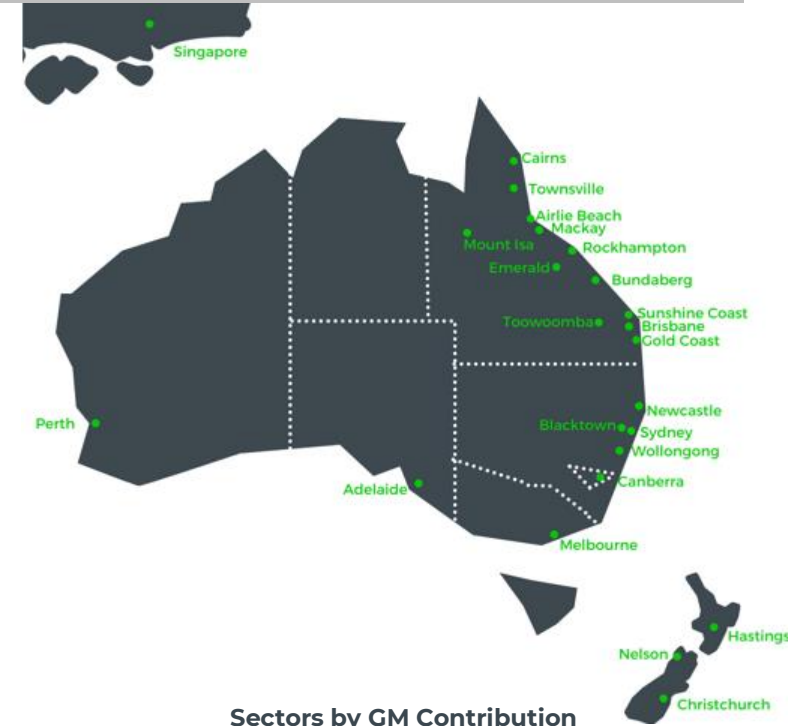 Singapore
Cairns
Townsville
Airlie Beach
Mackay
Mount Isa
Rockhampton
Emerald
Bundaberg
Sunshine Coast
Toowoomba
Brisbane
Gold Coast
Newcastle
Perth
Blacktown
Sydney
Wollongong
Canberra
Adelaide
Melbourne
Hastings
Nelson
Christchurch
Sectors by GM Contribution